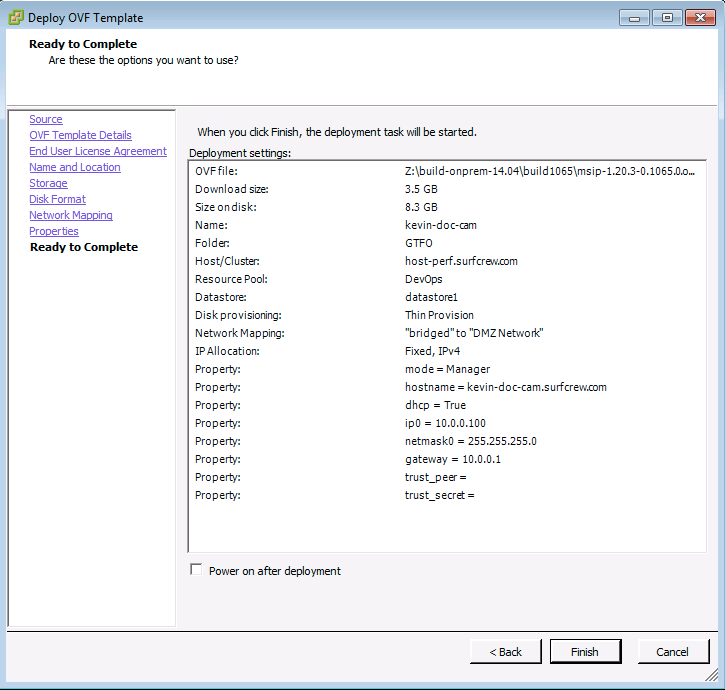 Deploy OVF Template
Ready to Complete
Are these the options you want to use?
Source
OVF Template Details
End User License Agreement
Name and Location
Storage
Disk Format
Network Mapping
Properties
Ready to Complete
When you click Finish, the deployment task will be started.
Deployment settings:
OVF file: Z:\build-onprem-14.04\build1065\msip-1.20.3-0.1065.0.o...
Download size: 3.5 GB
Size on disk: 8.3 GB
Name: kevin-doc-cam
Folder: GTFO
Host/Cluster: host-perf.surfcrew.com
Resource Pool: DevOps
Datastore: datastore1
Disk provisioning: Thin Provision
Network Mapping: "bridged" to "DMZ Network"
IP Allocation: Fixed, IPv4
Property: mode = Manager
Property: hostname = kevin-doc-cam.surfcrew.com
Property: dhcp = True
Property: ip0 = 10.0.0.100
Property: netmask0 = 255.255.255.0
Property: gateway = 10.0.0.1
Property: trust_peer =
Property: trust_secret =
Power on after deployment
< Back
Finish
Cancel